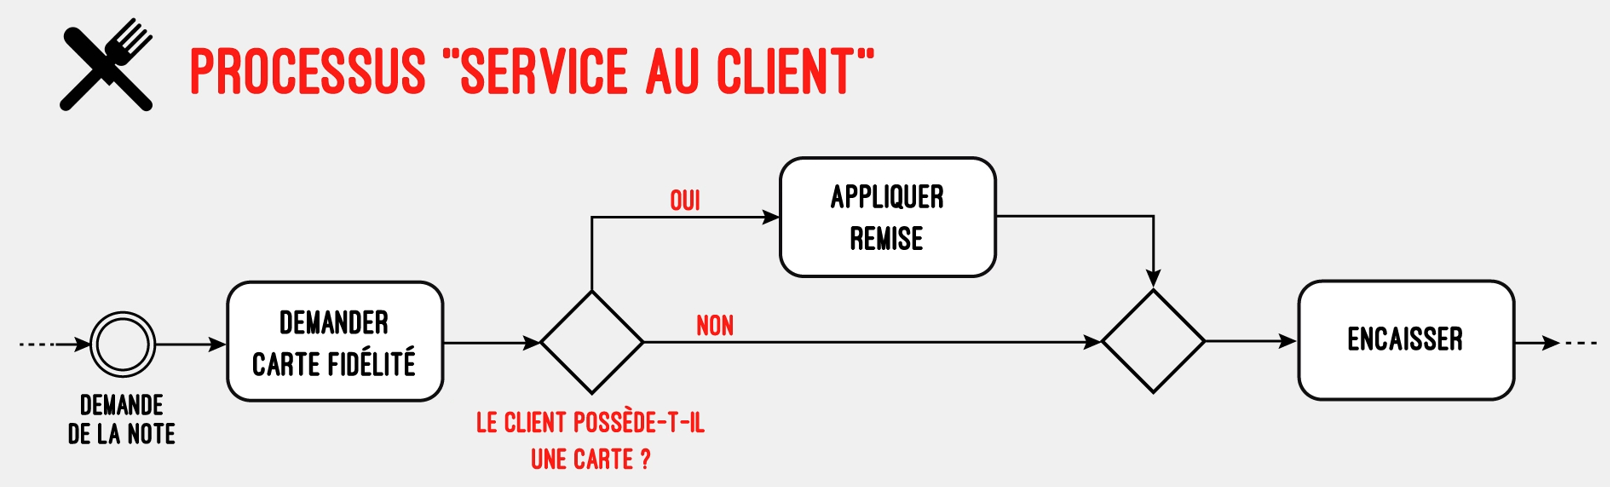 PROCESSUS "SERVICE AU CLIENT"
OUI
APPLIQUER
REMISE
DEMANDER
CARTE FIDÉLITÉ
NON
ENCAISSER
DEMANDE
DE LA NOTE
LE CLIENT POSSÈDE-T-IL
UNE CARTE ?